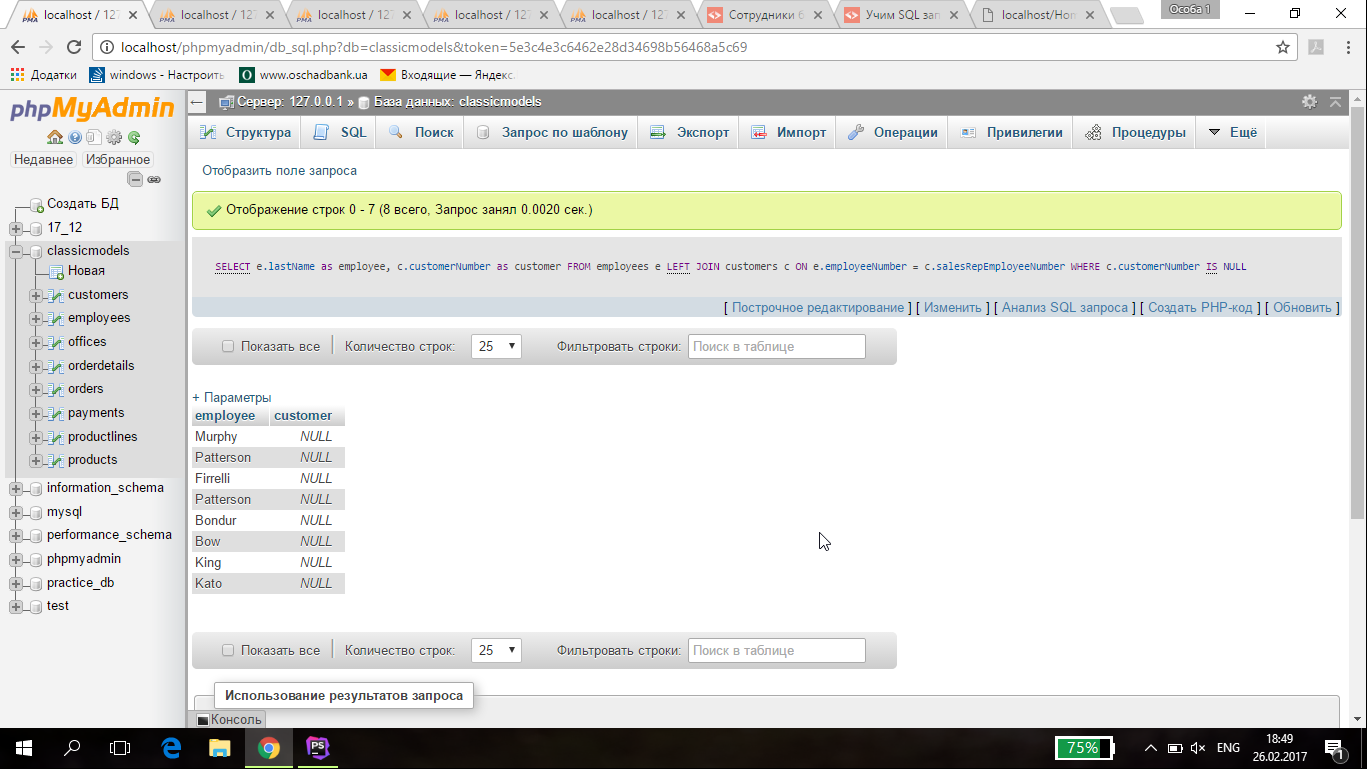 localhost / 127
localhost / 127
localhost / 127
localhost / 127
localhost / 127
Сотрудники б
Учим SQL зап
localhost/Hom
Особа 1
localhost/phpmyadmin/db_sql.php?db=classicmodels&token=5e3c4e3c6462e28d34698b56468a5c69
Додатки
windows - Настроить
www.oschadbank.ua
Входящие — Яндекс.
phpMyAdmin
Недавнее
Избранное
Создать БД
17_12
classicmodels
Новая
customers
employees
offices
orderdetails
orders
payments
productlines
products
information_schema
mysql
performance_schema
phpmyadmin
practice_db
test
Сервер: 127.0.0.1 » База данных: classicmodels
Структура
SQL
Поиск
Запрос по шаблону
Экспорт
Импорт
Операции
Привилегии
Процедуры
Ещё
Отобразить поле запроса
Отображение строк 0 - 7 (8 всего, Запрос занял 0.0020 сек.)
SELECT e.lastName as employee, c.customerNumber as customer FROM employees e LEFT JOIN customers c ON e.employeeNumber = c.salesRepEmployeeNumber WHERE c.customerNumber IS NULL
[ Построчное редактирование ] [ Изменить ] [ Анализ SQL запроса ] [ Создать PHP-код ] [ Обновить ]
Показать все
Количество строк:
25
Фильтровать строки:
Поиск в таблице
+ Параметры
employee customer
Murphy NULL
Patterson NULL
Firrelli NULL
Patterson NULL
Bondur NULL
Bow NULL
King NULL
Kato NULL
Показать все
Количество строк:
25
Фильтровать строки:
Поиск в таблице
Использование результатов запроса
Консоль
PS
75%
ENG
18:49
26.02.2017
1